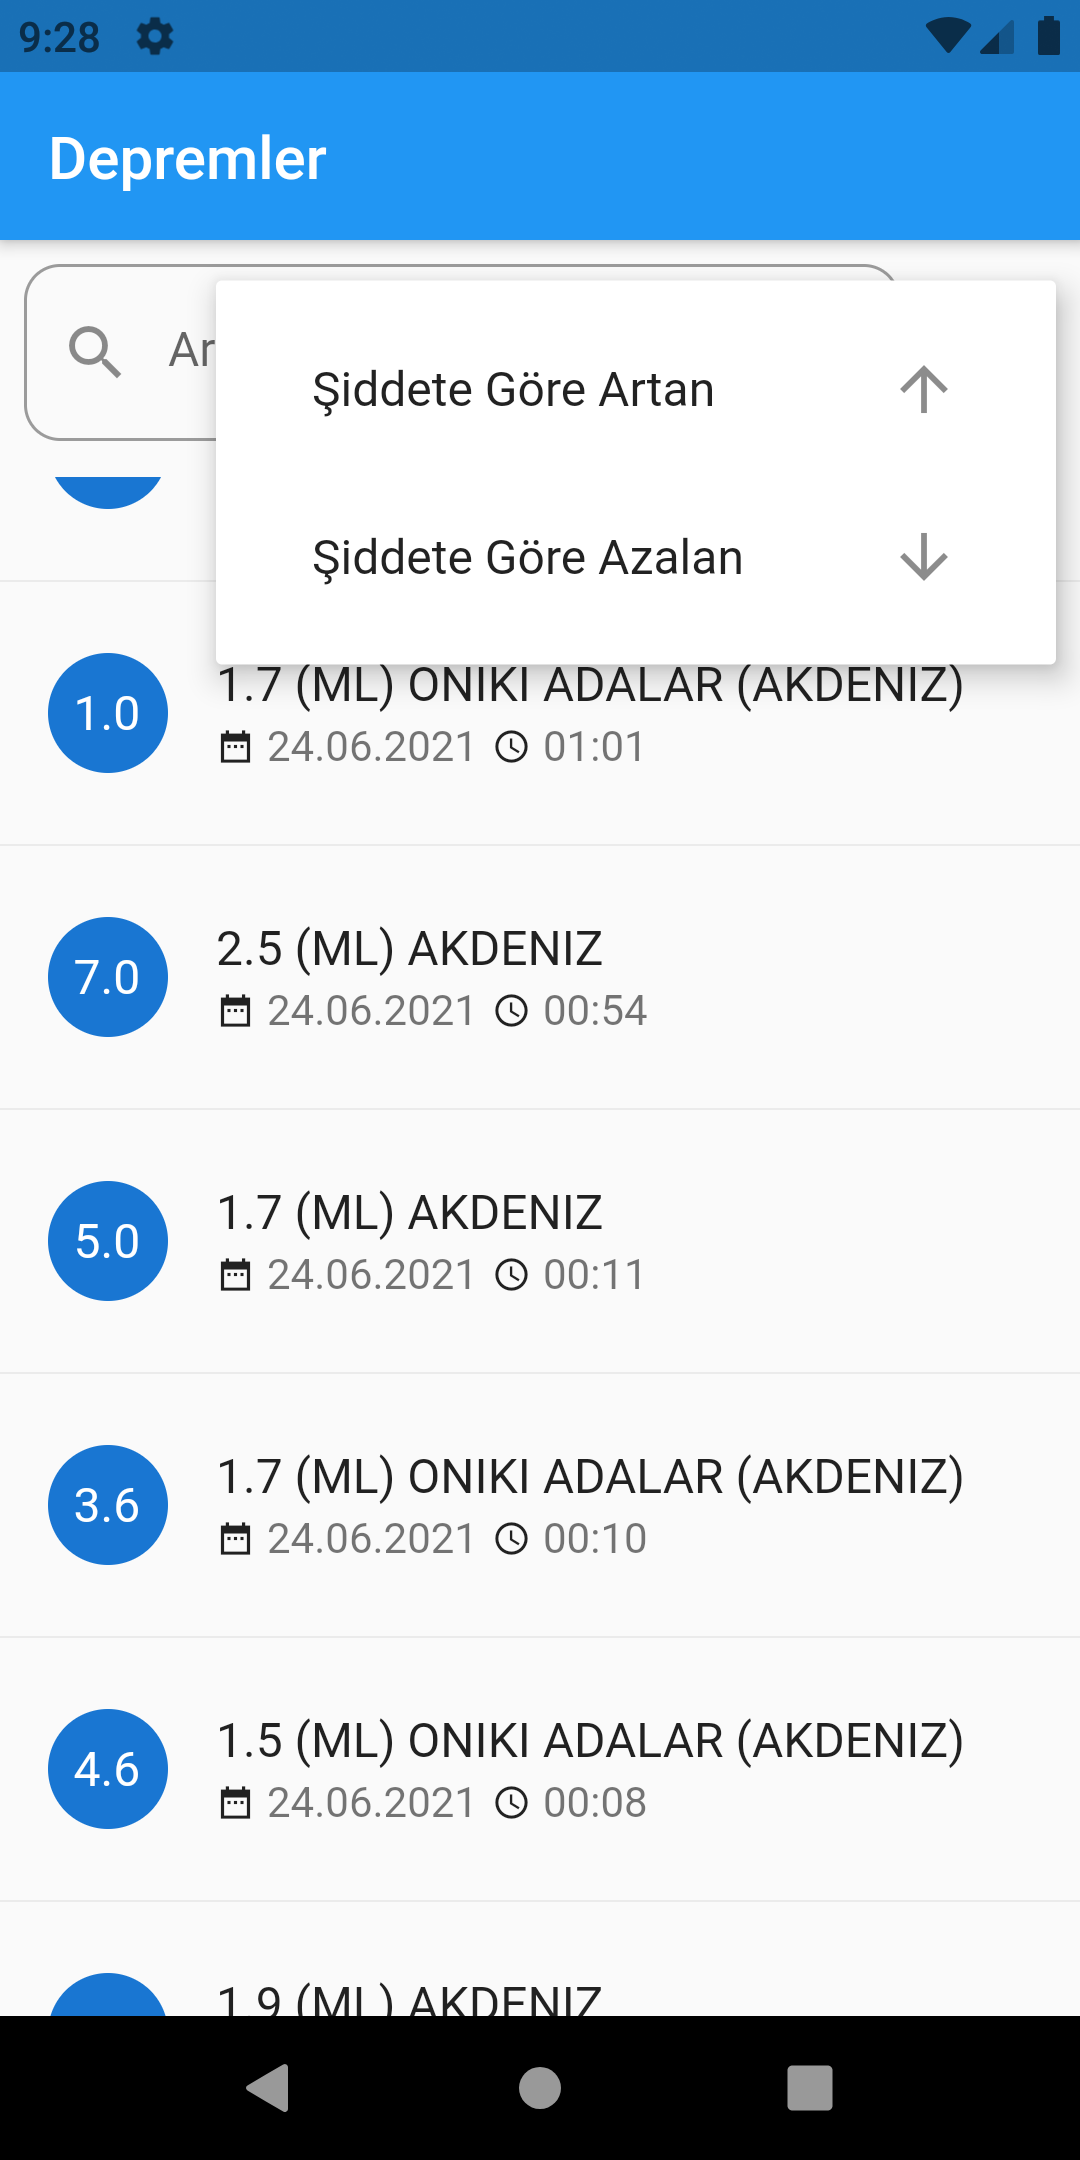 9:28
Depremler
Ar
Şiddete Göre Artan
Şiddete Göre Azalan
1.0
1.7 (ML) ONIKI ADALAR (AKDENIZ)
24.06.2021 01:01
7.0
2.5 (ML) AKDENIZ
24.06.2021 00:54
5.0
1.7 (ML) AKDENIZ
24.06.2021 00:11
3.6
1.7 (ML) ONIKI ADALAR (AKDENIZ)
24.06.2021 00:10
4.6
1.5 (ML) ONIKI ADALAR (AKDENIZ)
24.06.2021 00:08
1.9 (ML) AKDENIZ